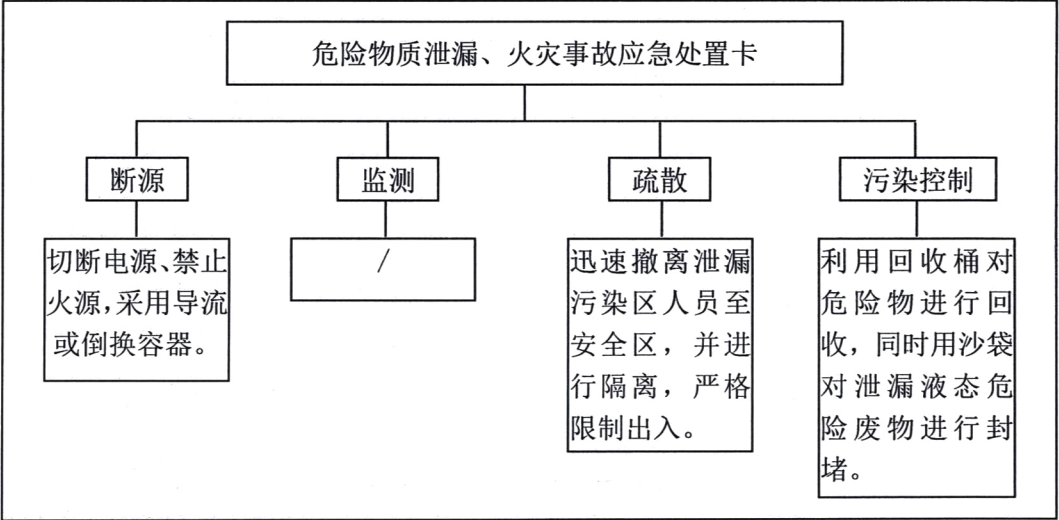 危险物质泄漏、火灾事故应急处置卡
断源
监测
疏散
污染控制
切断电源、禁止
火源,采用导流
或倒换容器。
/
迅速撤离泄漏
污染区人员至
安全区，并进
行隔离，严格
限制出入。
利用回收桶对
危险物进行回
收，同时用沙袋
对泄漏液态危
险废物进行封
堵。